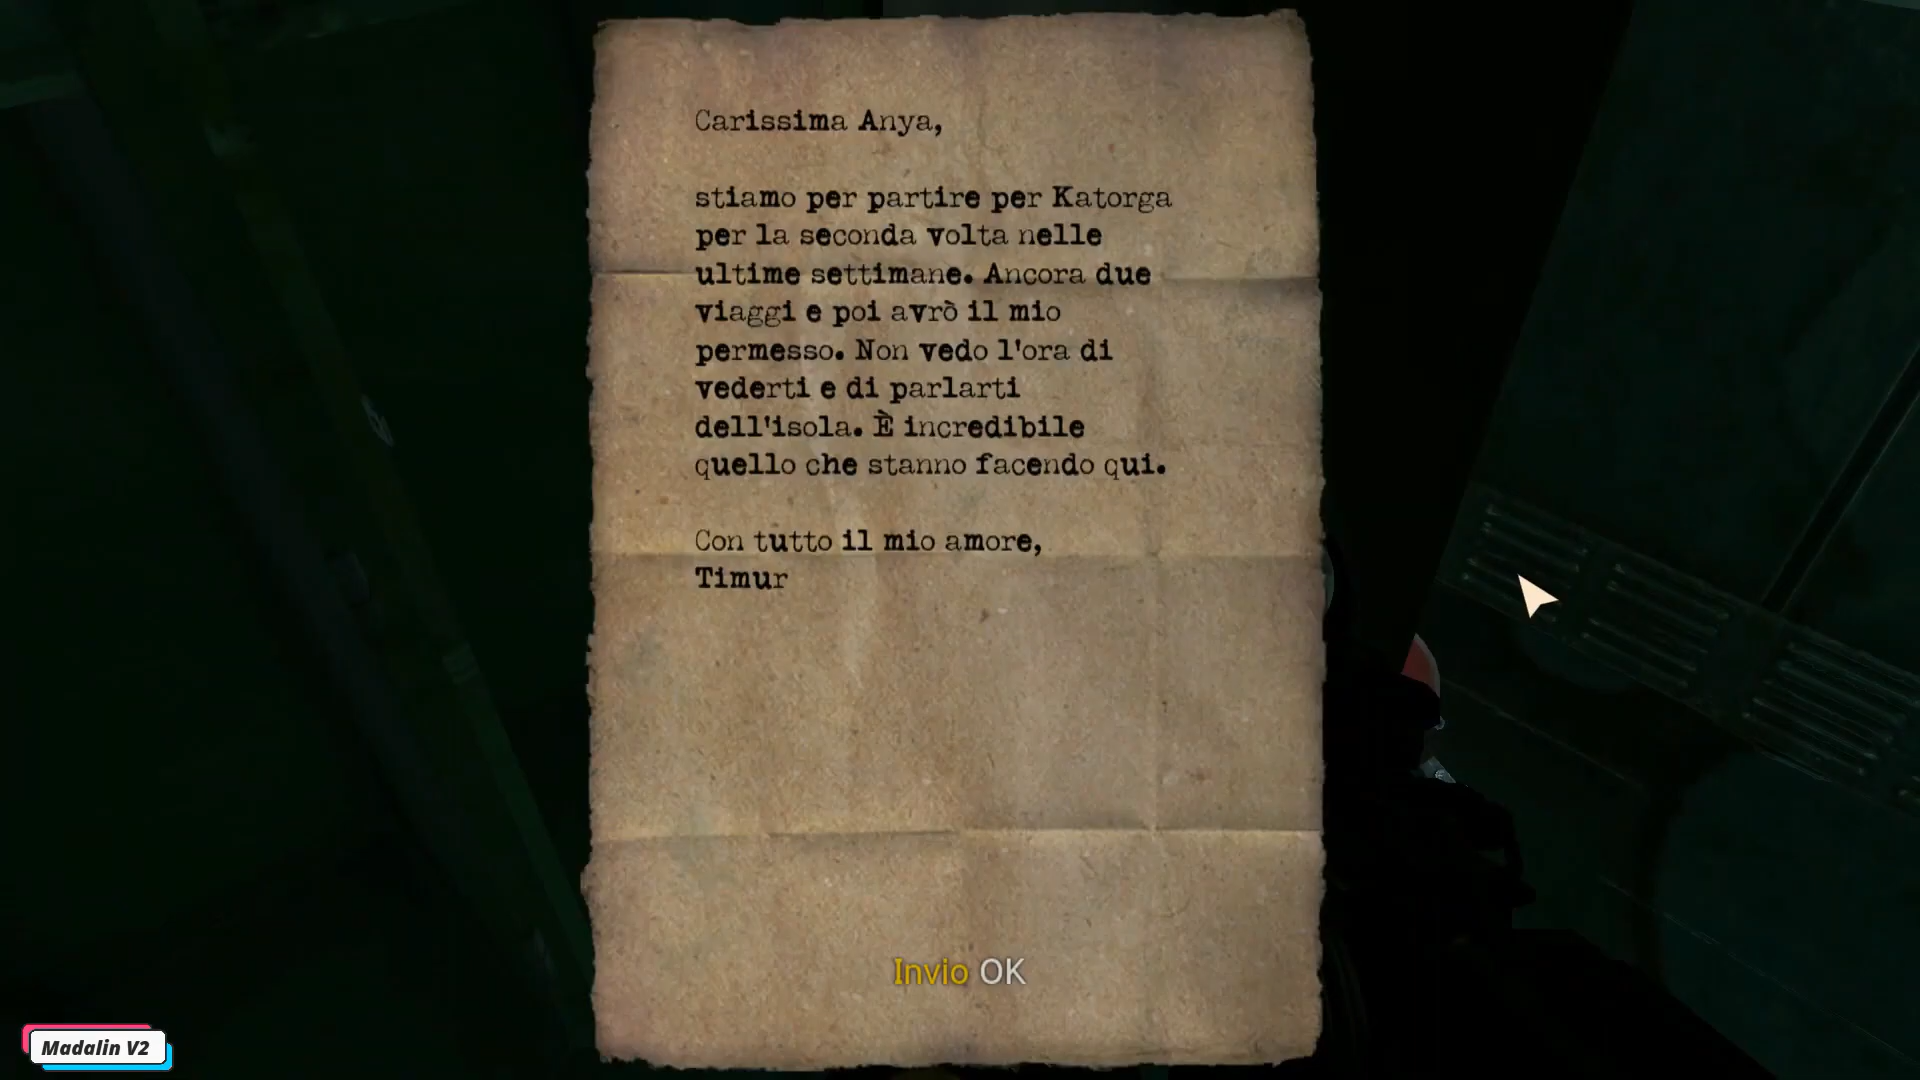 Carissima Anya,
stiamo per partire per Katorga
per la seconda volta nelle
ultime settimane. Ancora due
viaggi e poi avrò il mio
permesso. Non vedo l'ora di
vederti e di parlarti
dell'isola. È incredibile
quello che stanno facendo qui.
Con tutto il mio amore,
Timur
Invio OK
Madalin V2